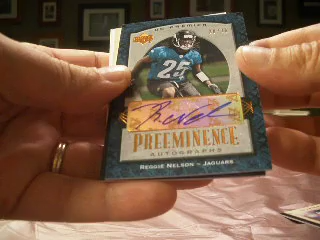 UD PREMIER
25
PREEMINENCE
AUTOGRAPHS
REGGIE NELSON - JAGUARS